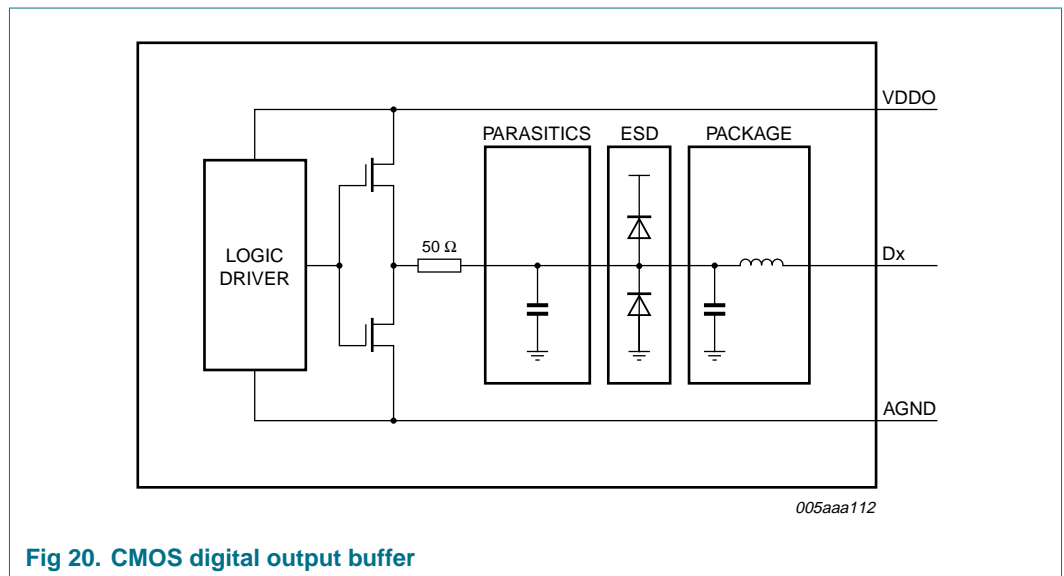 VDDO
PARASITICS ESD PACKAGE
50 Ω
LOGIC
DRIVER
Dx
AGND
005aaa112
Fig 20. CMOS digital output buffer